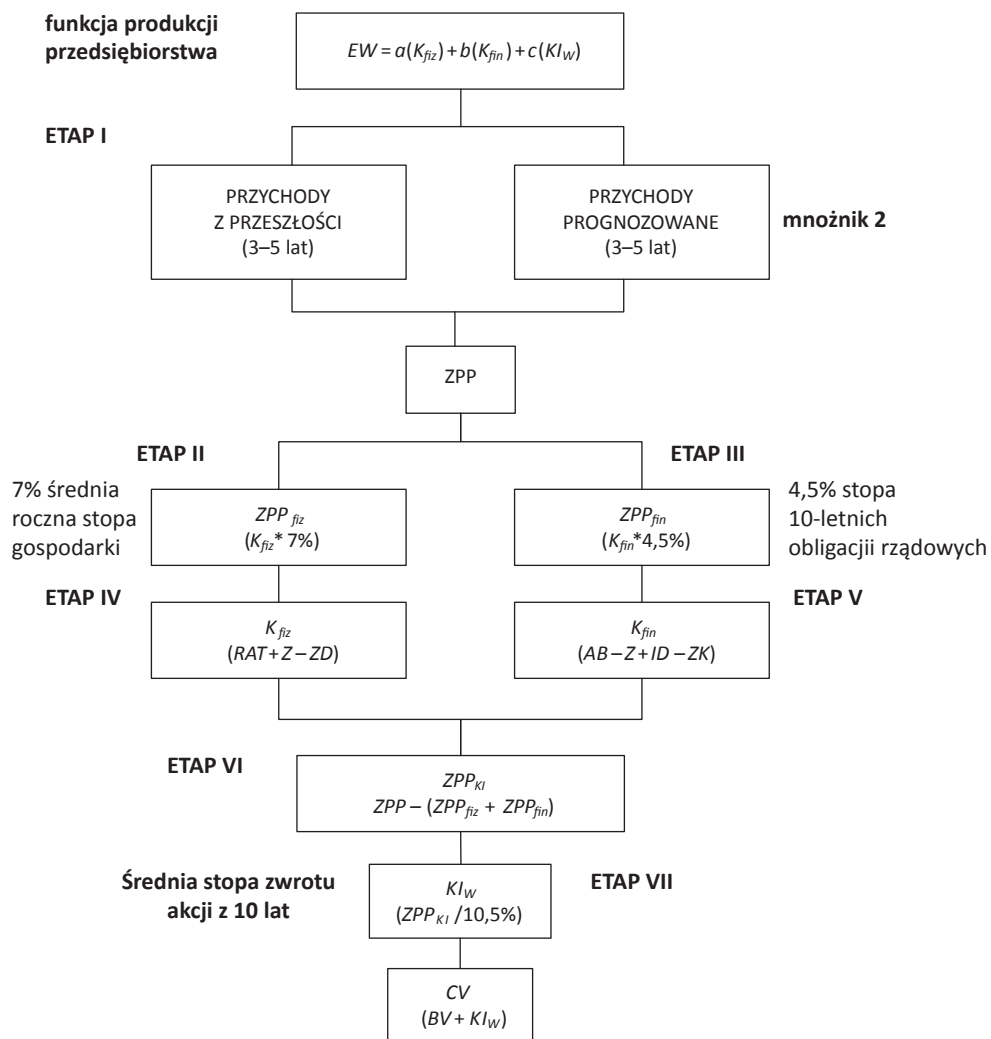 funkcja produkcji
przedsiębiorstwa
EW = a(Kfiz) + b(Kfin) + c(KIW)
ETAP I
PRZYCHODY
Z PRZESZŁOŚCI
(3–5 lat)
PRZYCHODY
PROGNOZOWANE
(3–5 lat)
mnożnik 2
ZPP
ETAP II
ETAP III
7% średnia
roczna stopa
gospodarki
ZPP fiz
(Kfiz* 7%)
ZPPfin
(Kfin*4,5%)
4,5% stopa
10-letnich
obligacjii rządowych
ETAP IV
ETAP V
K fiz
(RAT + Z – ZD)
Kfin
(AB – Z + ID – ZK)
ETAP VI
ZPPKI
ZPP – (ZPPfiz + ZPPfin)
Średnia stopa zwrotu
akcji z 10 lat
KIW
(ZPPKI /10,5%)
ETAP VII
CV
(BV + KIW)